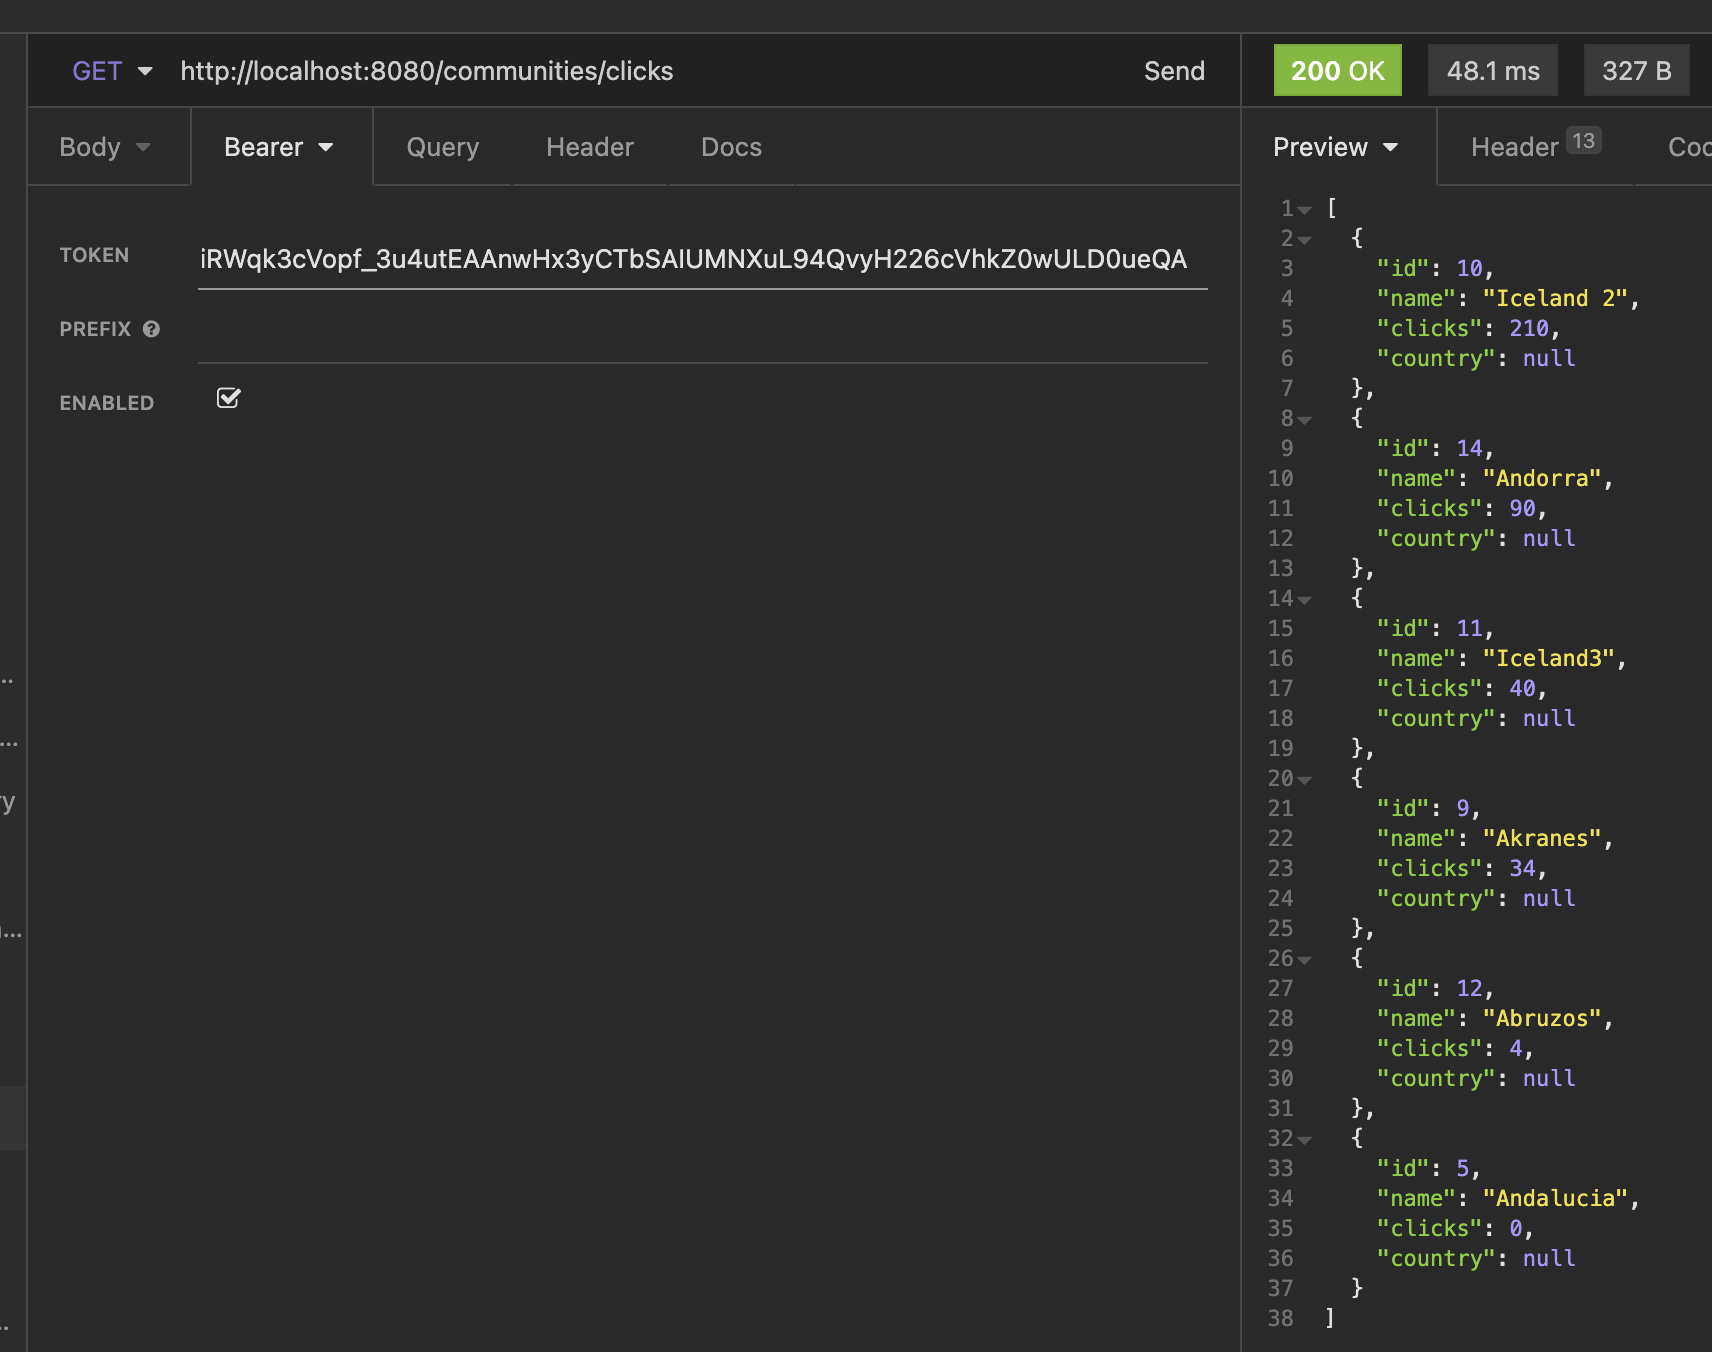 GET http://localhost:8080/communities/clicks Send
Body Bearer Query Header Docs
TOKEN iRWqk3cVopf_3u4utEAAnwHx3yCTbSAIUMNXuL94QvyH226cVhkZ0wULD0ueQA
PREFIX
ENABLED
200 OK 48.1 ms 327 B
Preview Header 13
1 [
2 {
3 "id": 10,
4 "name": "Iceland 2",
5 "clicks": 210,
6 "country": null
7 },
8 {
9 "id": 14,
10 "name": "Andorra",
11 "clicks": 90,
12 "country": null
13 },
14 {
15 "id": 11,
16 "name": "Iceland3",
17 "clicks": 40,
18 "country": null
19 },
20 {
21 "id": 9,
22 "name": "Akranes",
23 "clicks": 34,
24 "country": null
25 },
26 {
27 "id": 12,
28 "name": "Abruzos",
29 "clicks": 4,
30 "country": null
31 },
32 {
33 "id": 5,
34 "name": "Andalucia",
35 "clicks": 0,
36 "country": null
37 }
38 ]